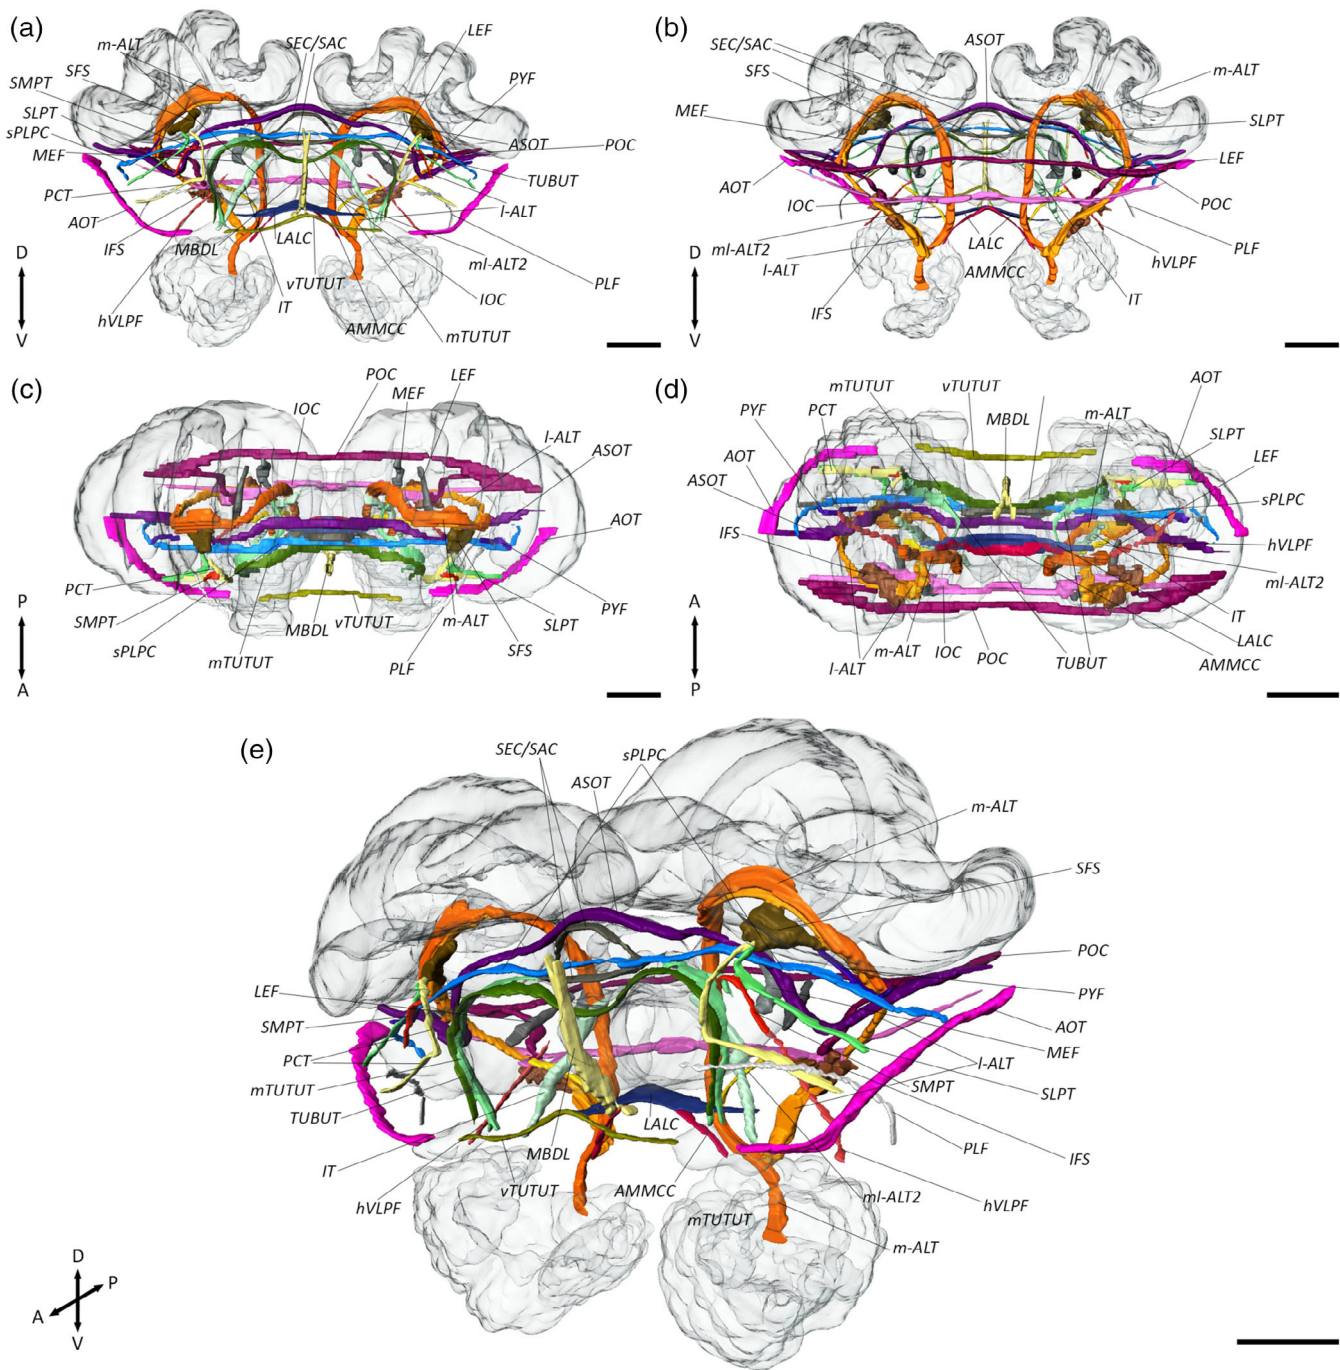 (a)
m-ALT
SEC/SAC
LEF
SFS
SMPT
PYF
SLPT
sPLPC
MEF
ASOT
POC
TUBUT
PCT
l-ALT
AOT
IFS
MBDL
LALC
ml-ALT2
PLF
vTUTUT
IOC
hVLPF
IT
AMMCC
mTUTUT
D
V
(b)
ASOT
SEC/SAC
SFS
m-ALT
MEF
SLPT
LEF
AOT
IOC
POC
ml-ALT2
LALC
PLF
l-ALT
AMMCC
hVLPF
IFS
IT
D
V
(c)
POC
LEF
MEF
IOC
l-ALT
ASOT
AOT
PCT
PYF
SMPT
SLPT
MBDL
vTUTUT
m-ALT
sPLPC
SFS
mTUTUT
PLF
P
A
(d)
mTUTUT
vTUTUT
AOT
PYF
PCT
MBDL
m-ALT
SLPT
AOT
LEF
ASOT
sPLPC
IFS
hVLPF
ml-ALT2
IT
LALC
m-ALT
IOC
POC
TUBUT
AMMCC
l-ALT
A
P
(e)
SEC/SAC
sPLPC
ASOT
m-ALT
SFS
POC
LEF
PYF
SMPT
AOT
PCT
MEF
l-ALT
mTUTUT
SMPT
SLPT
TUBUT
LALC
PLF
IT
MBDL
IFS
hVLPF
vTUTUT
AMMCC
ml-ALT2
hVLPF
mTUTUT
m-ALT
D
P
A
V